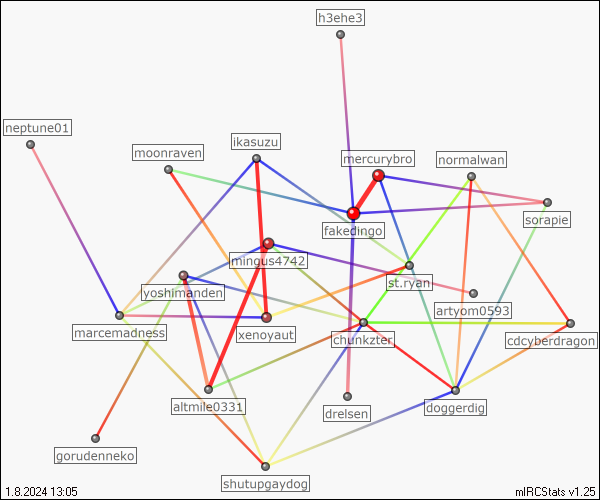 h3ehe3
neptune01
moonraven
ikasuzu
mercurybro
normalwan
sorapie
fakedingo
mingus4742
st.ryan
yoshimanden
artyom0593
marcemadness
xenoyaut
chunkzter
cdcyberdragon
altmile0331
drelsen
doggerdig
gorudenneko
shutupgaydog
1.8.2024 13:05
mIRCStats v1.25